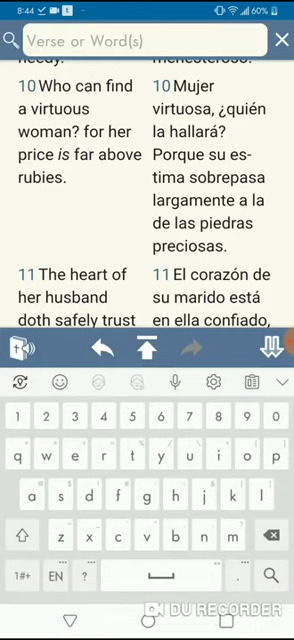 8:44
60%
Verse or Word(s)
needy.
menesteroso.
10 Who can find
a virtuous
woman? for her
price is far above
rubies.
10 Mujer
virtuosa, ¿quién
la hallará?
Porque su es-
tima sobrepasa
largamente a la
de las piedras
preciosas.
11 The heart of
her husband
doth safely trust
11 El corazón de
su marido está
en ella confiado,
1 2 3 4 5 6 7 8 9 0
q w e r t y u i o p
a s d f g h j k l
z x c v b n m
1#+ EN ? .
DU RECORDER